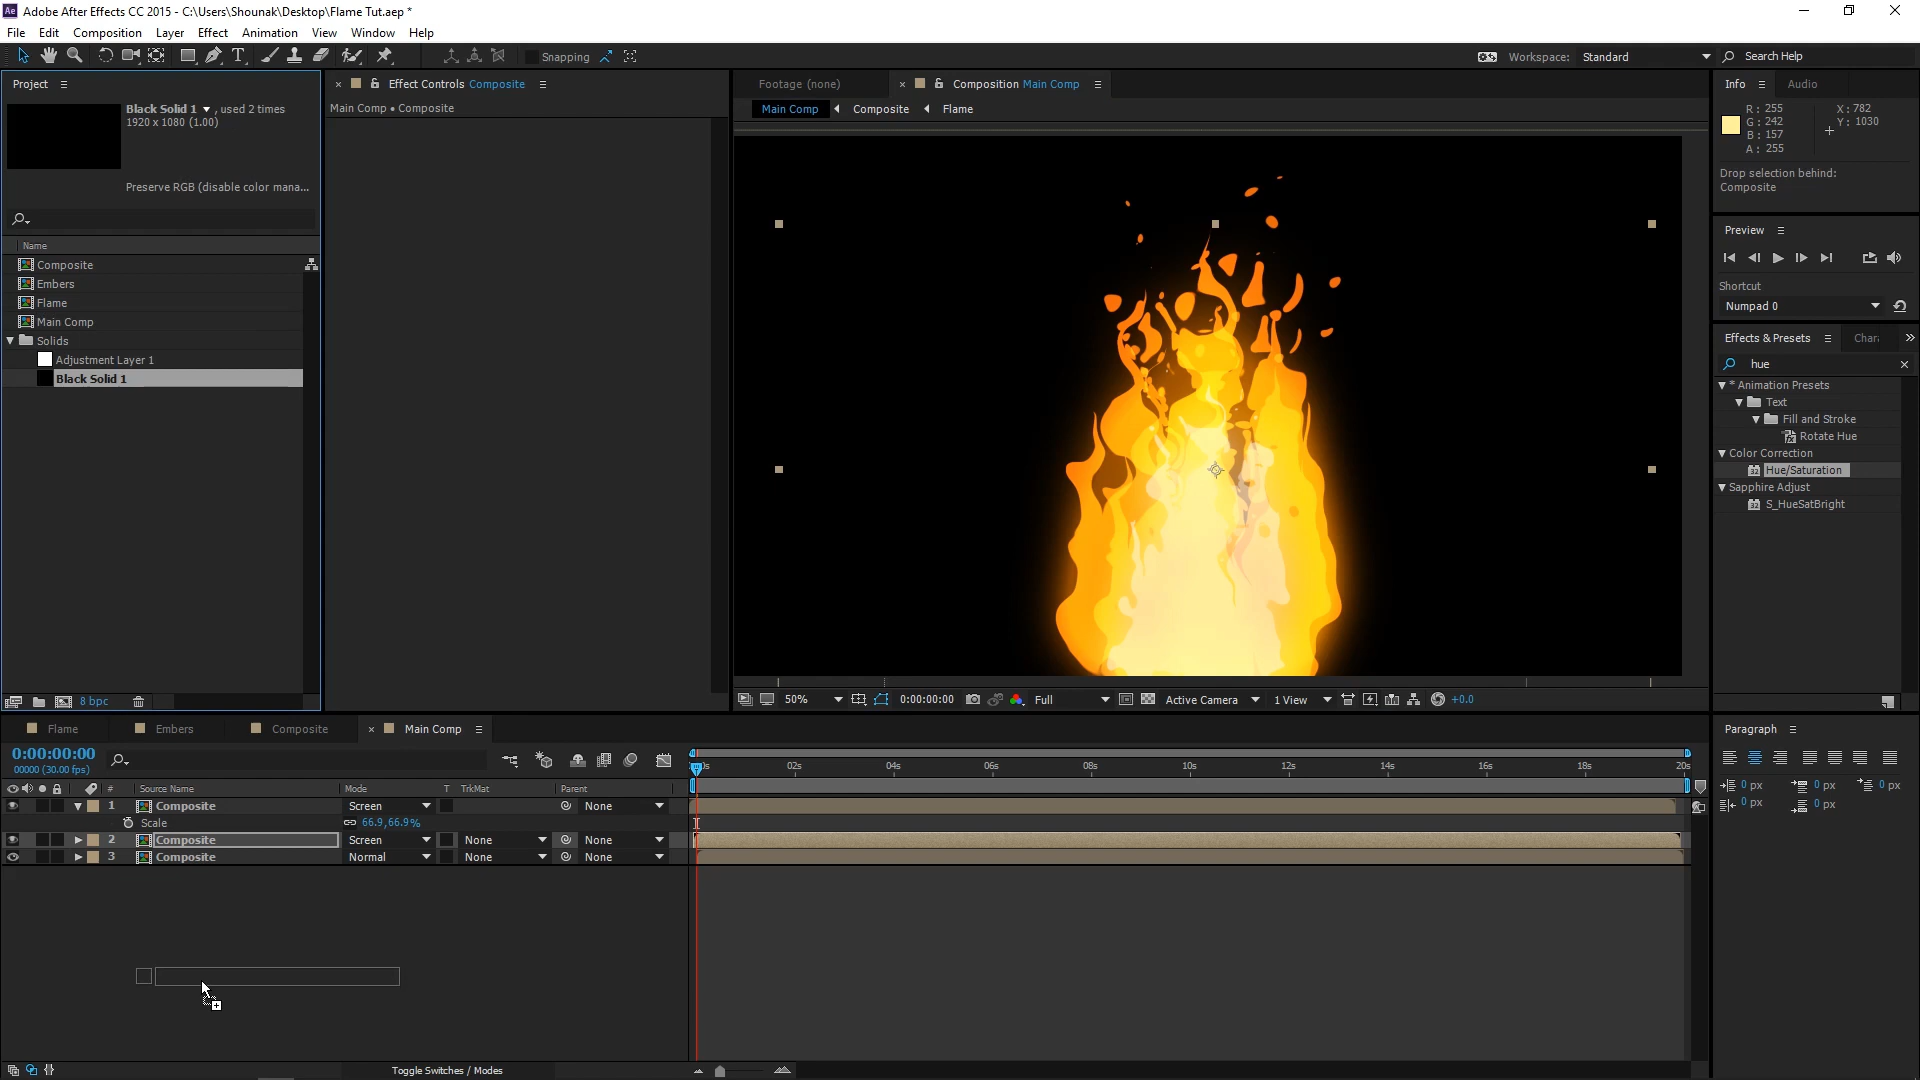 Adobe After Effects CC 2015 - C:\Users\Shounak\Desktop\Flame Tut.aep *
File Edit Composition Layer Effect Animation View Window Help
Snapping
Workspace: Standard
Search Help
Project
Black Solid 1 , used 2 times
1920 x 1080 (1.00)
Preserve RGB (disable color mana...
Name
Composite
Embers
Flame
Main Comp
Solids
Adjustment Layer 1
Black Solid 1
8 bpc
Effect Controls Composite
Main Comp • Composite
Footage (none)
Composition Main Comp
Main Comp Composite Flame
50%
0:00:00:00
Full
Active Camera
1 View
+0.0
Info Audio
R: 255
G: 242
B: 157
A: 255
X: 782
Y: 1030
Drop selection behind:
Composite
Preview
Shortcut
Numpad 0
Effects & Presets
Chara
hue
* Animation Presets
Text
Fill and Stroke
Rotate Hue
Color Correction
Hue/Saturation
Sapphire Adjust
S_HueSatBright
Paragraph
0 px 0 px 0 px
0 px 0 px
Flame Embers Composite Main Comp
0:00:00:00
00000 (30.00 fps)
# Source Name Mode T TrkMat Parent
02s 04s 06s 08s 10s 12s 14s 16s 18s 20s
1 Composite Screen None
Scale 66.9,66.9%
2 Composite Screen None None
3 Composite Normal None None
Toggle Switches / Modes